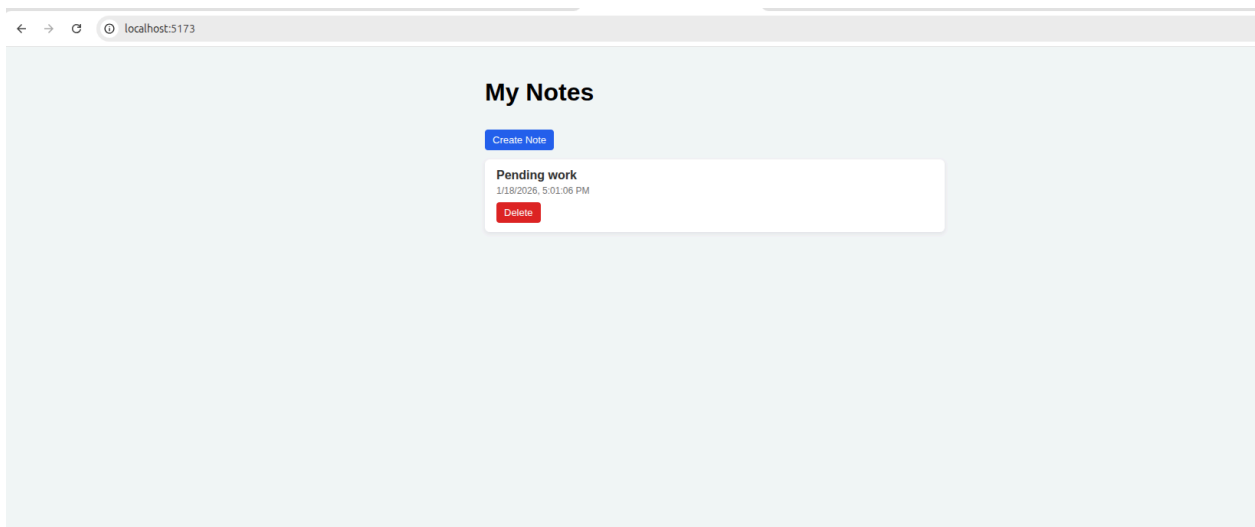 localhost:5173
My Notes
Create Note
Pending work
1/18/2026, 5:01:06 PM
Delete